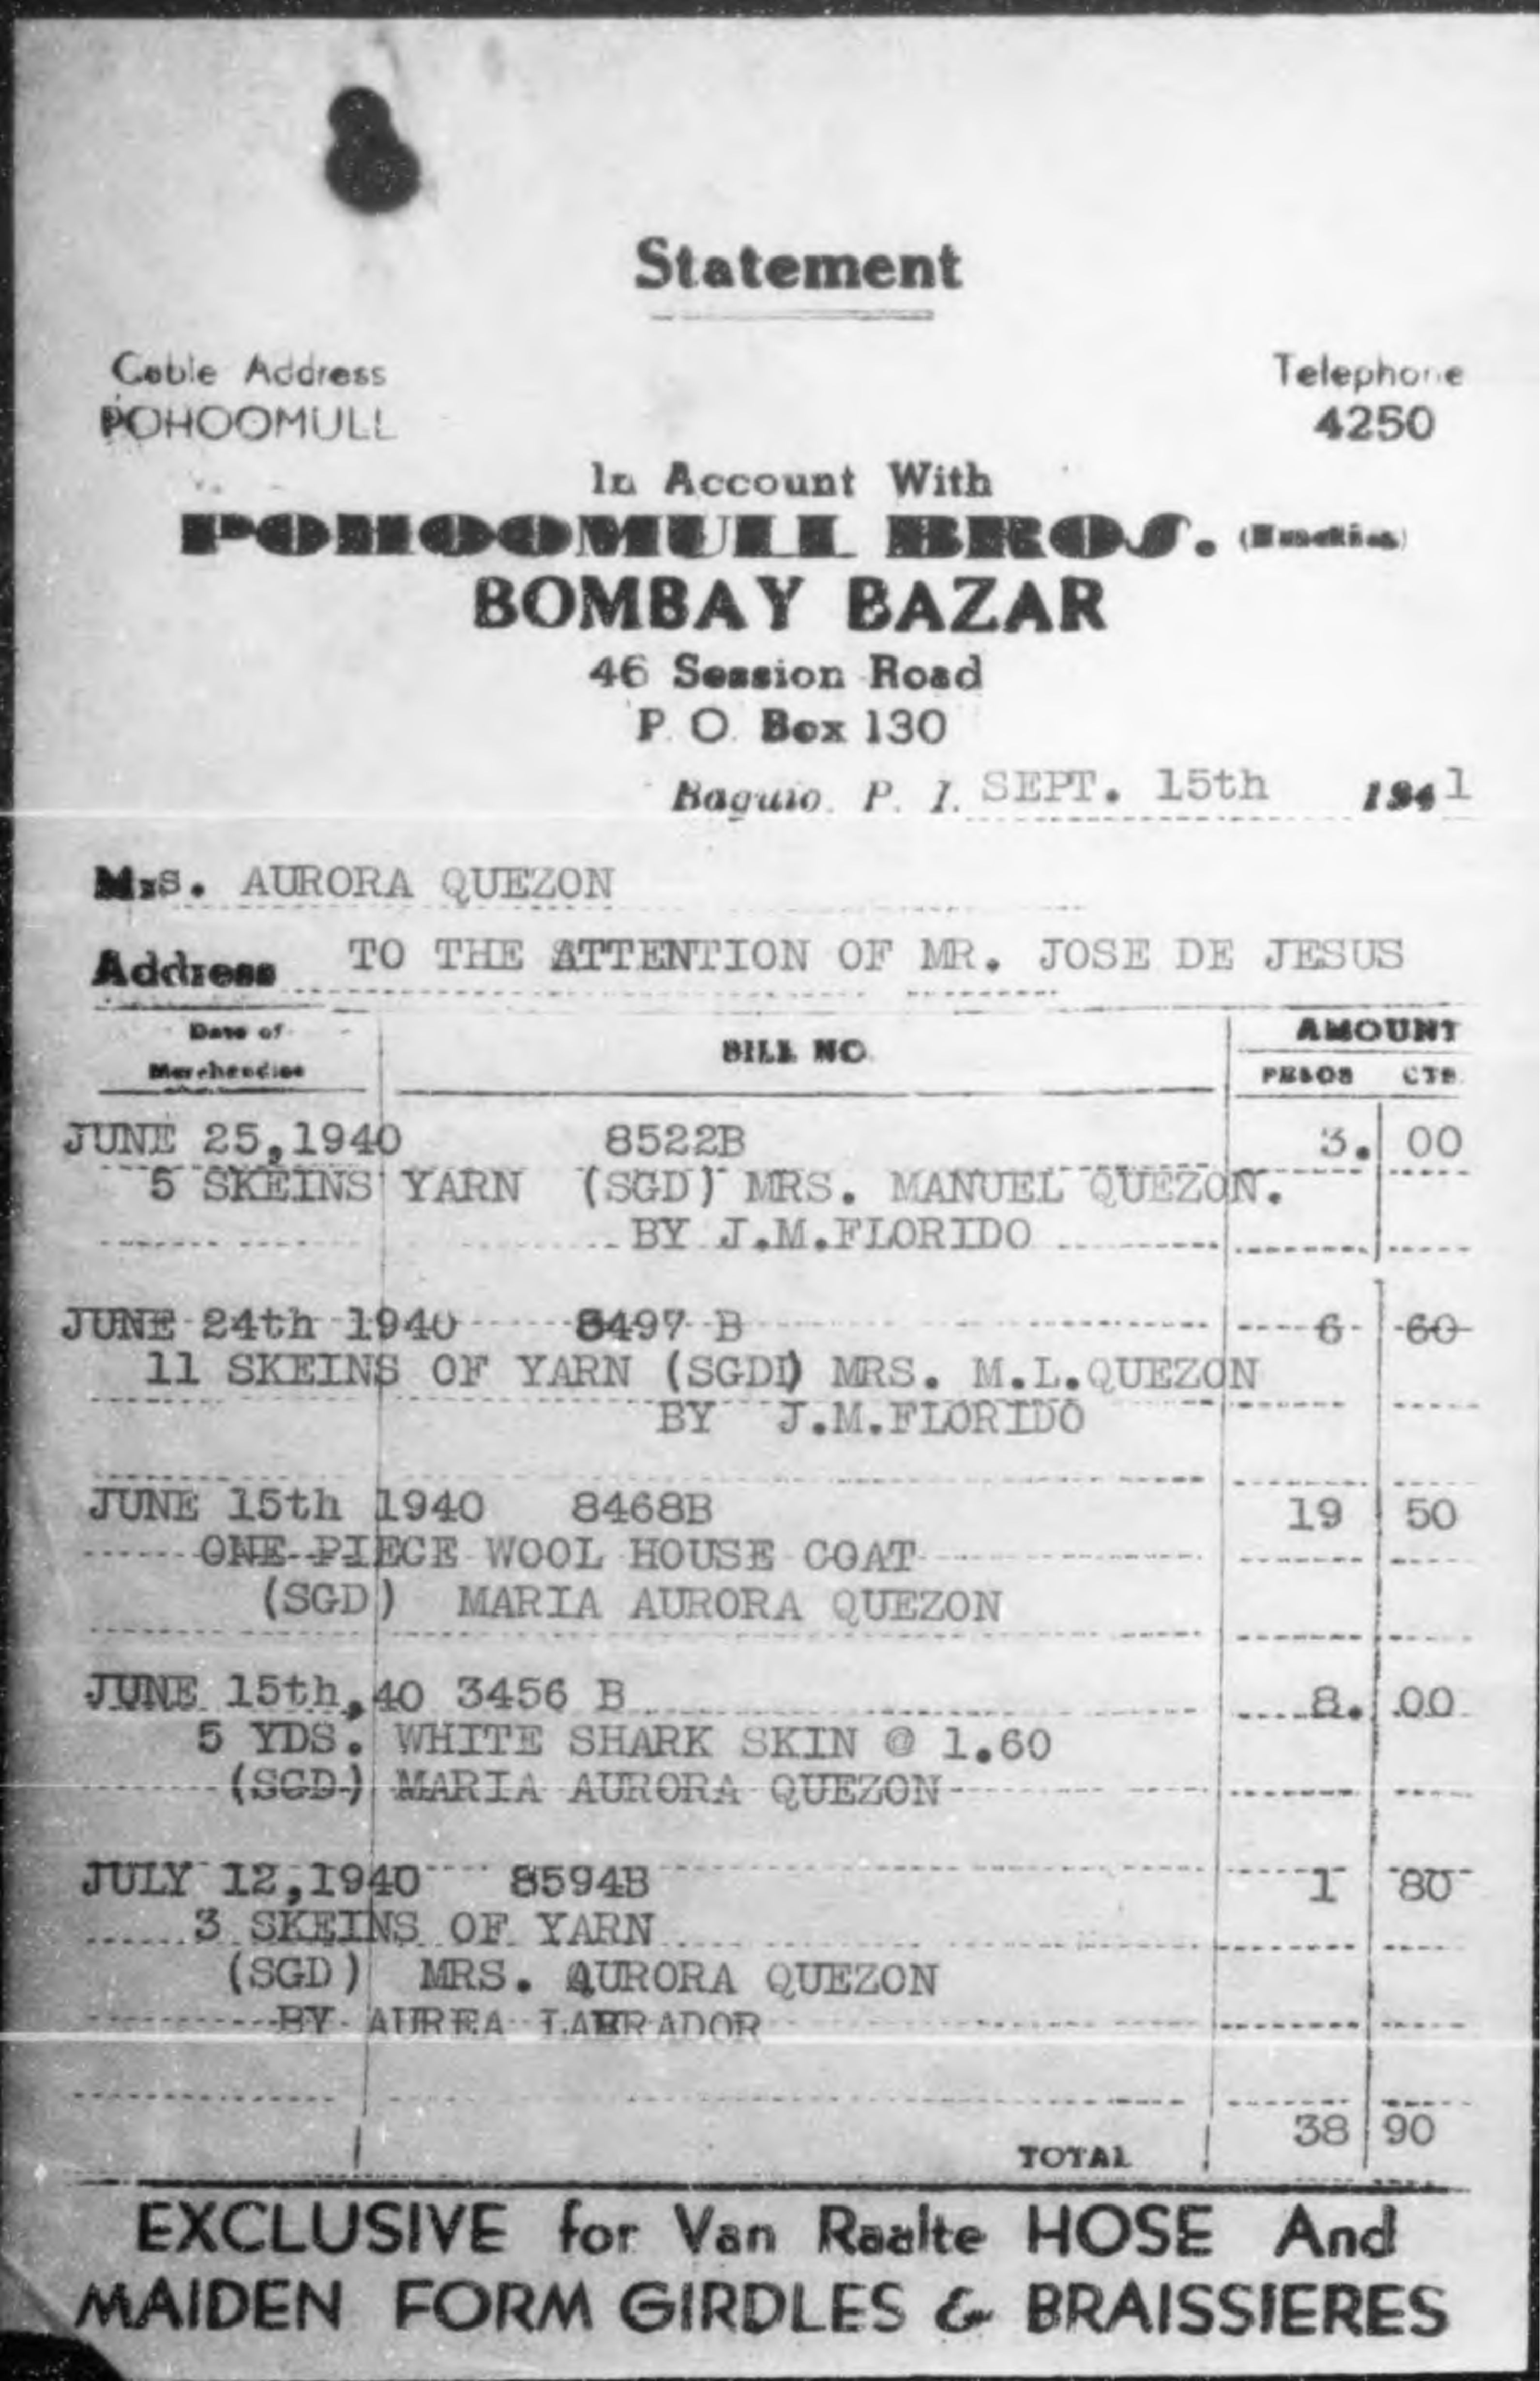 Statement
Cable Address
Telephone
POHOOMULL
4250
In Account With
POHOOMULL BROS.
BOMBAY BAZAR
46 Session Road
P. O. Box 130
Baguio. P. I. SEPT. 15th 1941
Mrs. AURORA QUEZON
Address TO THE ATTENTION OF MR. JOSE DE JESUS
Date of Merchandise BILL NO. AMOUNT
PESOS CTS.
JUNE 25,1940 8522B 3. 00
5 SKEINS YARN (SGD) MRS. MANUEL QUEZON.
BY J.M.FLORIDO
JUNE 24th 1940 8497 B 6 60
11 SKEINS OF YARN (SGD) MRS. M.L.QUEZON
BY J.M.FLORIDO
JUNE 15th 1940 8468B 19 50
ONE PIECE WOOL HOUSE COAT
(SGD) MARIA AURORA QUEZON
JUNE 15th,40 3456 B 8. 00
5 YDS. WHITE SHARK SKIN @ 1.60
(SGD) MARIA AURORA QUEZON
JULY 12,1940 8594B 1 80
3 SKEINS OF YARN
(SGD) MRS. AURORA QUEZON
BY AUREA LABRADOR
TOTAL 38 90
EXCLUSIVE for Van Raalte HOSE And
MAIDEN FORM GIRDLES & BRAISSIERES